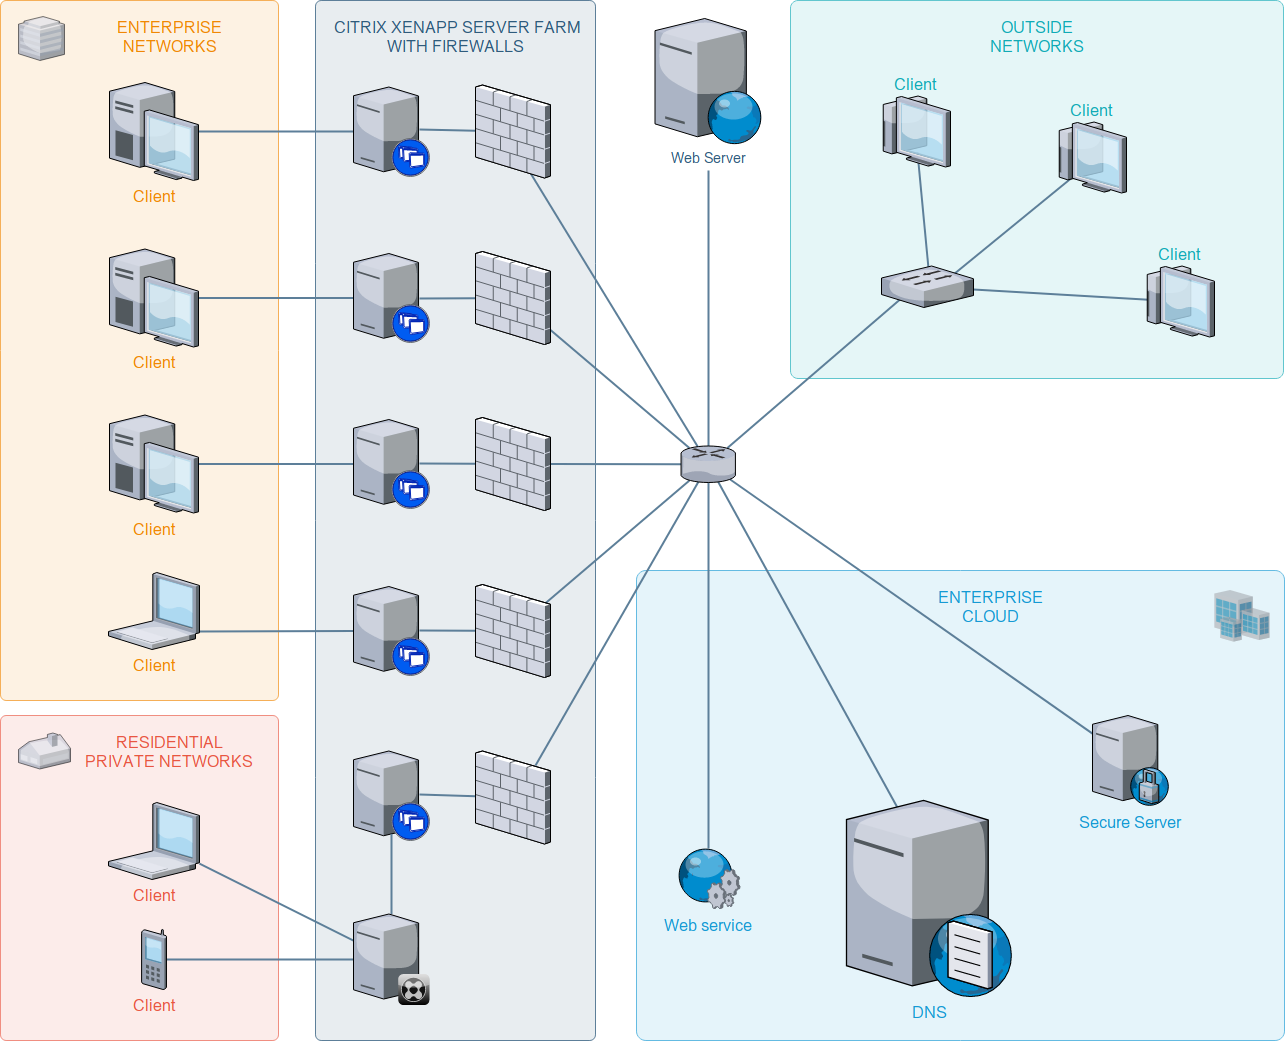 ENTERPRISE
NETWORKS
Client
Client
Client
Client
RESIDENTIAL
PRIVATE NETWORKS
Client
Client
CITRIX XENAPP SERVER FARM
WITH FIREWALLS
Web Server
OUTSIDE
NETWORKS
Client
Client
Client
ENTERPRISE
CLOUD
Secure Server
Web service
DNS